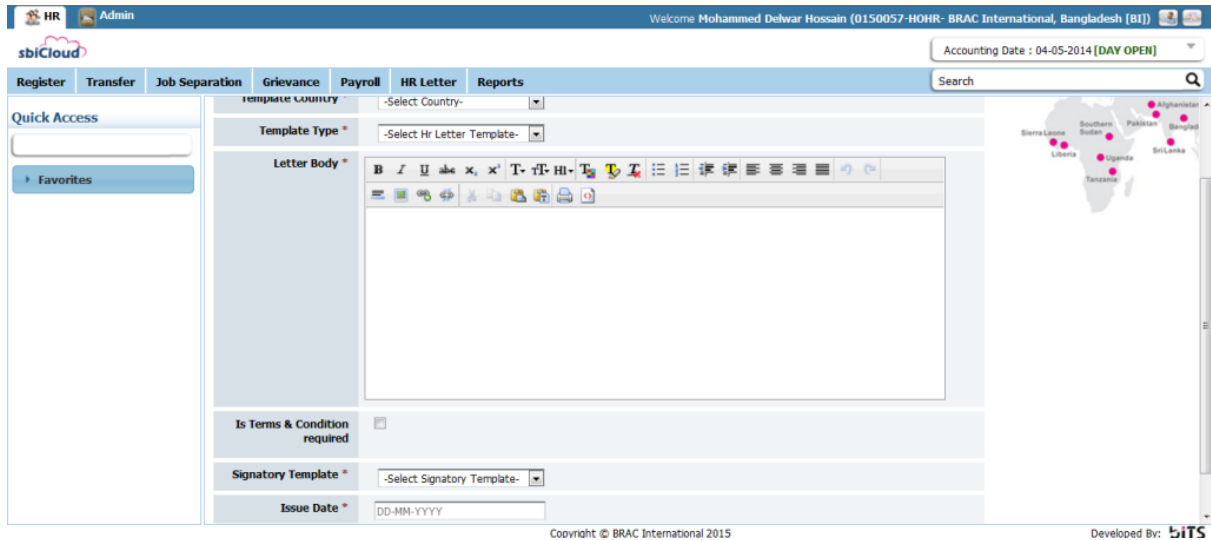 HR Admin Welcome Mohammed Delwar Hossain (0150057-HOHR- BRAC International, Bangladesh [BI])
sbiCloud
Accounting Date : 04-05-2014 [DAY OPEN]
Register Transfer Job Separation Grievance Payroll HR Letter Reports Search
Quick Access
Favorites
Template Country * -Select Country-
Template Type * -Select Hr Letter Template-
Letter Body *
B I U abc x, x² T T HI T T T
Is Terms & Condition
required
Signatory Template * -Select Signatory Template-
Issue Date * DD-MM-YYYY
Afghanistan
Southern
Sudan
Pakistan
Banglad
Sierra Leone
Liberia
Uganda
Sri Lanka
Tanzania
Copyright © BRAC International 2015
Developed By: biTS